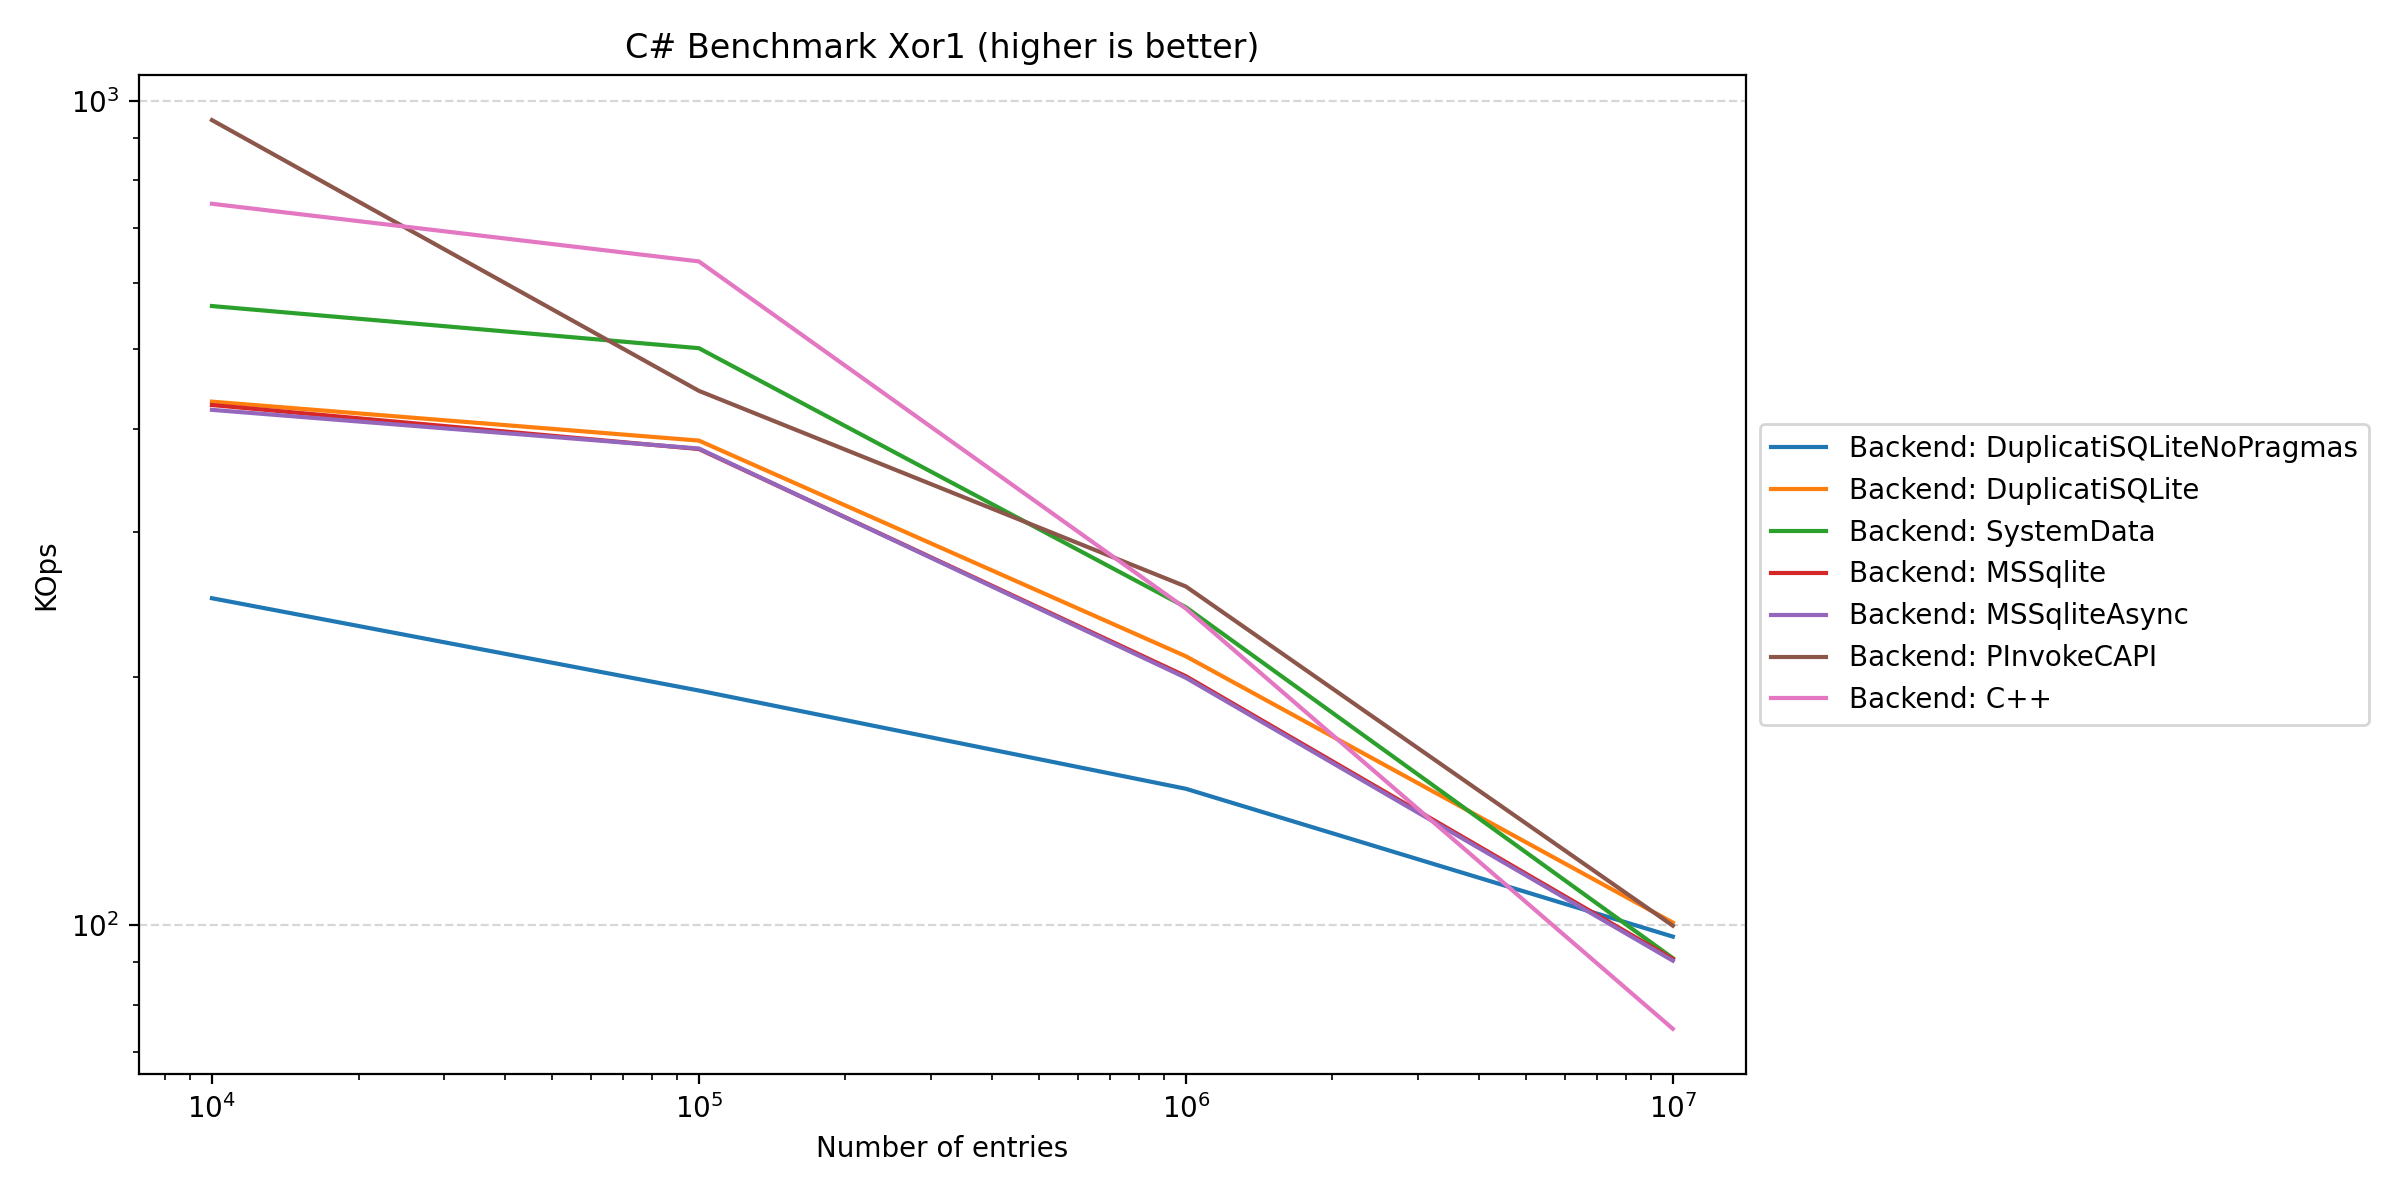 C# Benchmark Xor1 (higher is better)
10³
10²
KOps
10⁴ 10⁵ 10⁶ 10⁷
Number of entries
Backend: DuplicatiSQLiteNoPragmas
Backend: DuplicatiSQLite
Backend: SystemData
Backend: MSSqlite
Backend: MSSqliteAsync
Backend: PInvokeCAPI
Backend: C++